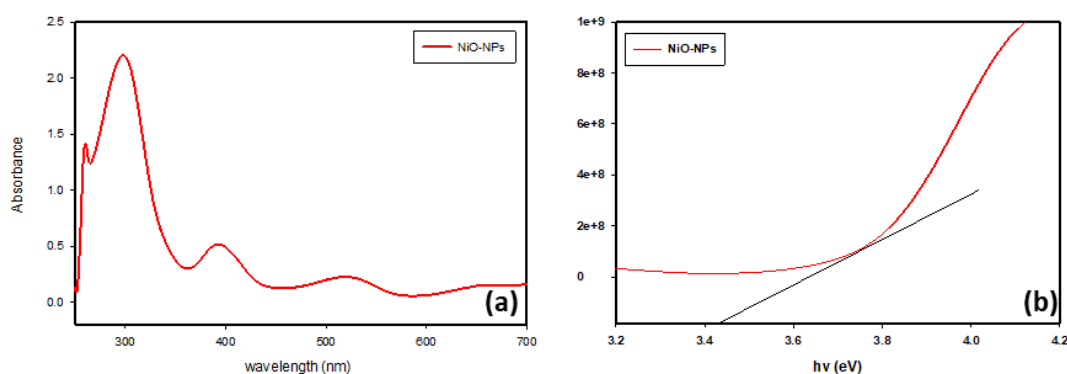 2.5
2.0
1.5
1.0
0.5
0.0
Absorbance
NiO-NPs
(a)
300 400 500 600 700
wavelength (nm)
1e+9
8e+8
6e+8
4e+8
2e+8
0
NiO-NPs
(b)
3.2 3.4 3.6 3.8 4.0 4.2
hv (eV)